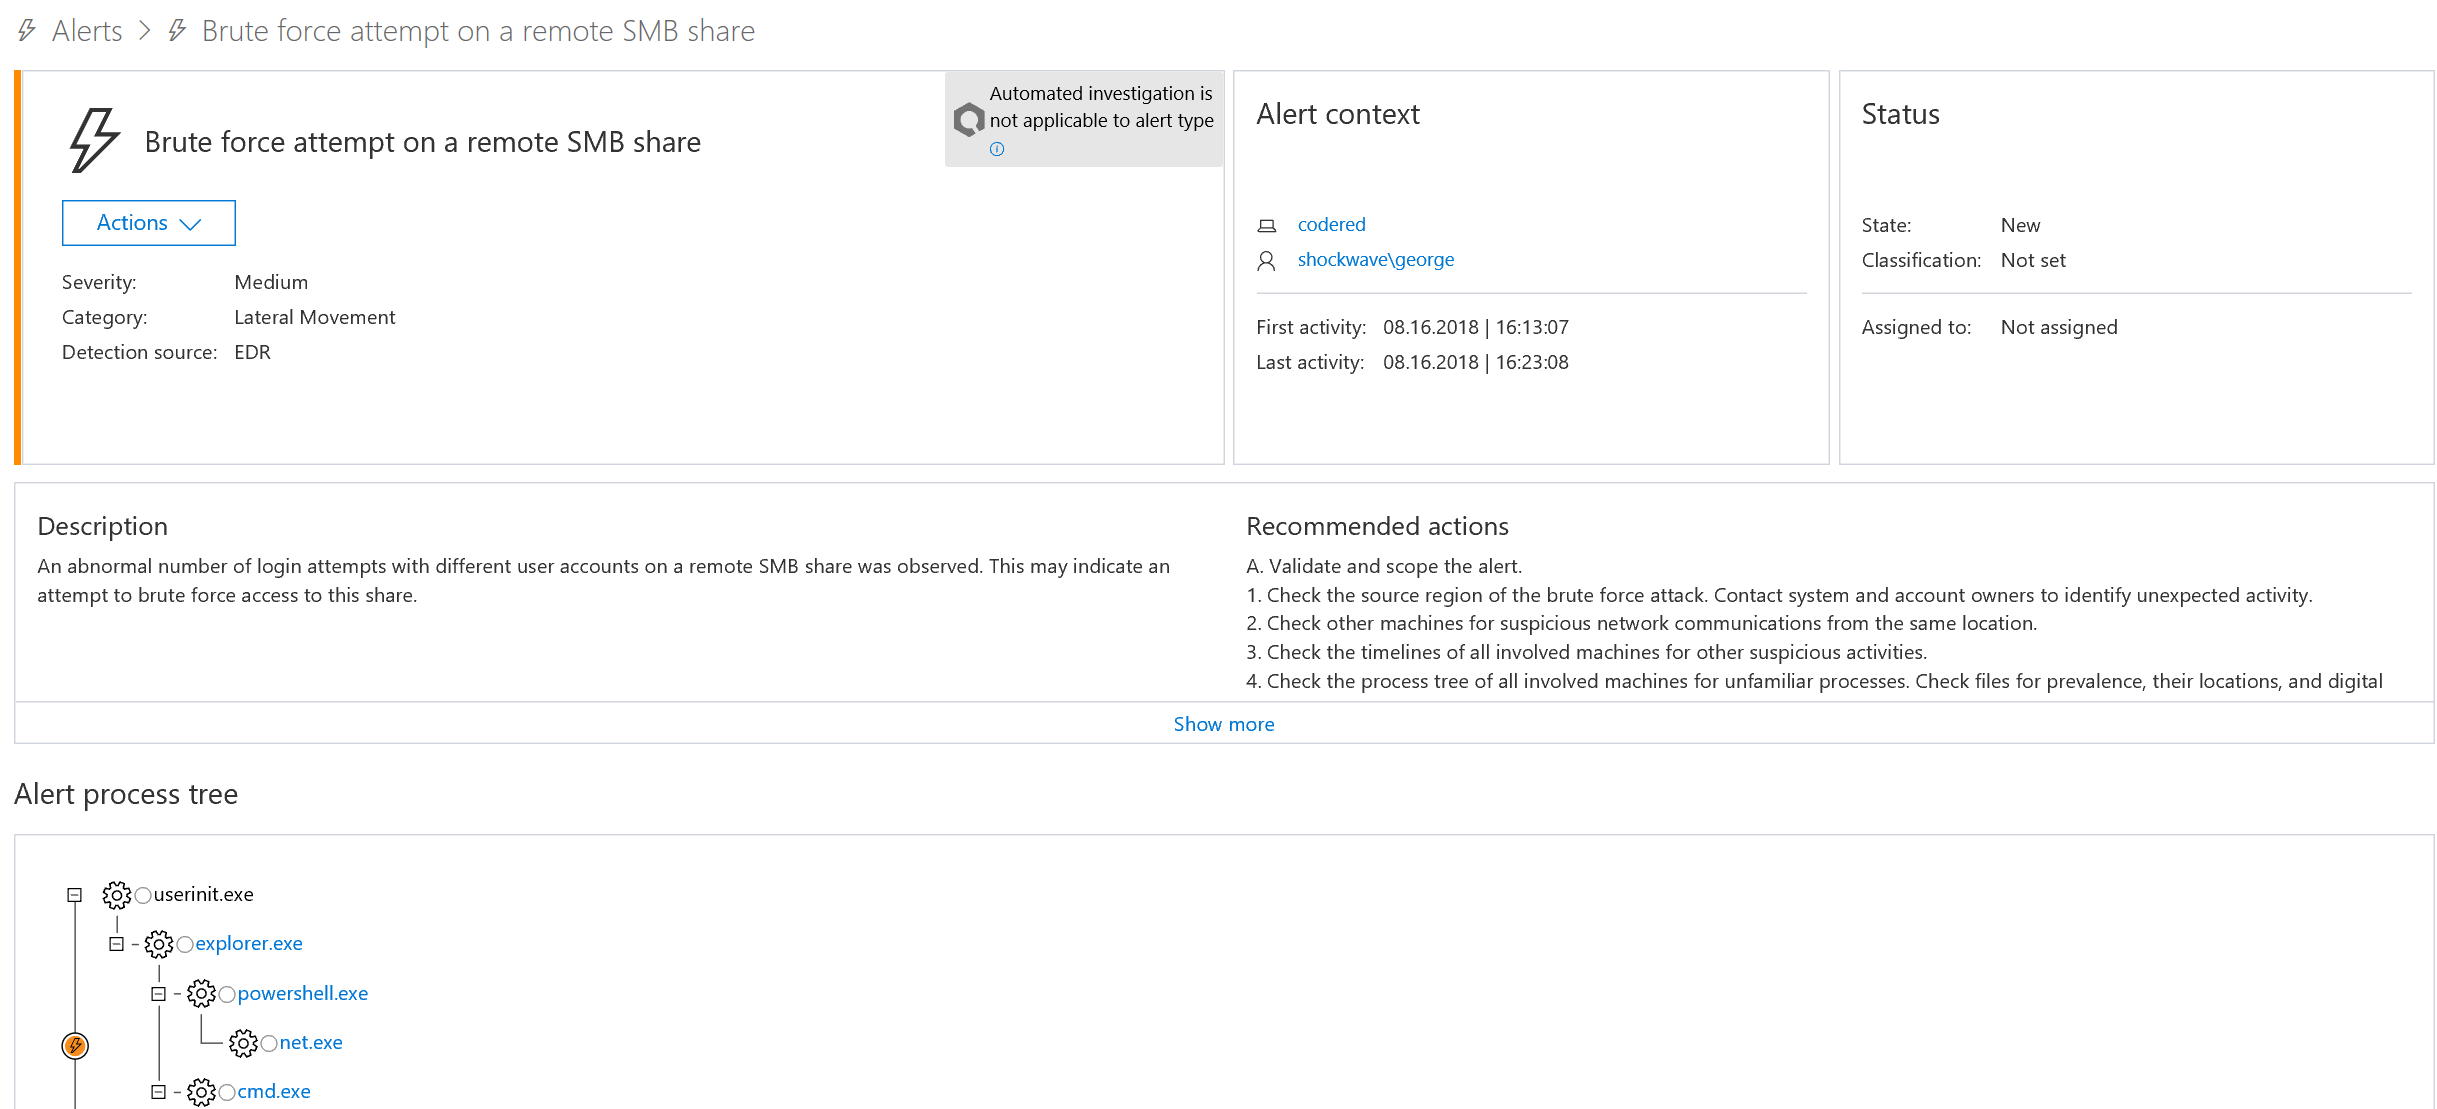 Alerts > Brute force attempt on a remote SMB share
Brute force attempt on a remote SMB share
Automated investigation is
not applicable to alert type
Actions
Severity: Medium
Category: Lateral Movement
Detection source: EDR
Alert context
codered
shockwave\george
First activity: 08.16.2018 | 16:13:07
Last activity: 08.16.2018 | 16:23:08
Status
State: New
Classification: Not set
Assigned to: Not assigned
Description
An abnormal number of login attempts with different user accounts on a remote SMB share was observed. This may indicate an
attempt to brute force access to this share.
Recommended actions
A. Validate and scope the alert.
1. Check the source region of the brute force attack. Contact system and account owners to identify unexpected activity.
2. Check other machines for suspicious network communications from the same location.
3. Check the timelines of all involved machines for other suspicious activities.
4. Check the process tree of all involved machines for unfamiliar processes. Check files for prevalence, their locations, and digital
Show more
Alert process tree
userinit.exe
explorer.exe
powershell.exe
net.exe
cmd.exe